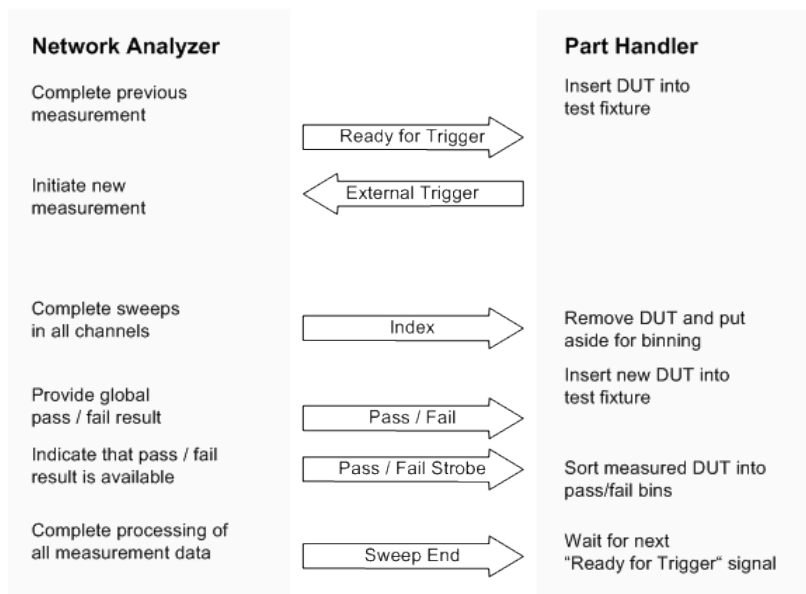 Network Analyzer
Part Handler
Complete previous
measurement
Insert DUT into
test fixture
Ready for Trigger
Initiate new
measurement
External Trigger
Complete sweeps
in all channels
Index
Remove DUT and put
aside for binning
Insert new DUT into
test fixture
Provide global
pass / fail result
Pass / Fail
Indicate that pass / fail
result is available
Pass / Fail Strobe
Sort measured DUT into
pass/fail bins
Complete processing of
all measurement data
Sweep End
Wait for next
“Ready for Trigger“ signal